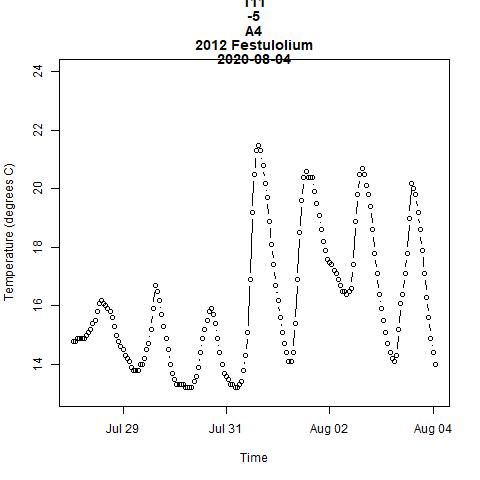 T11
-5
A4
2012 Festulolium
2020-08-04
24
22
20
18
16
14
Temperature (degrees C)
Jul 29
Jul 31
Aug 02
Aug 04
Time